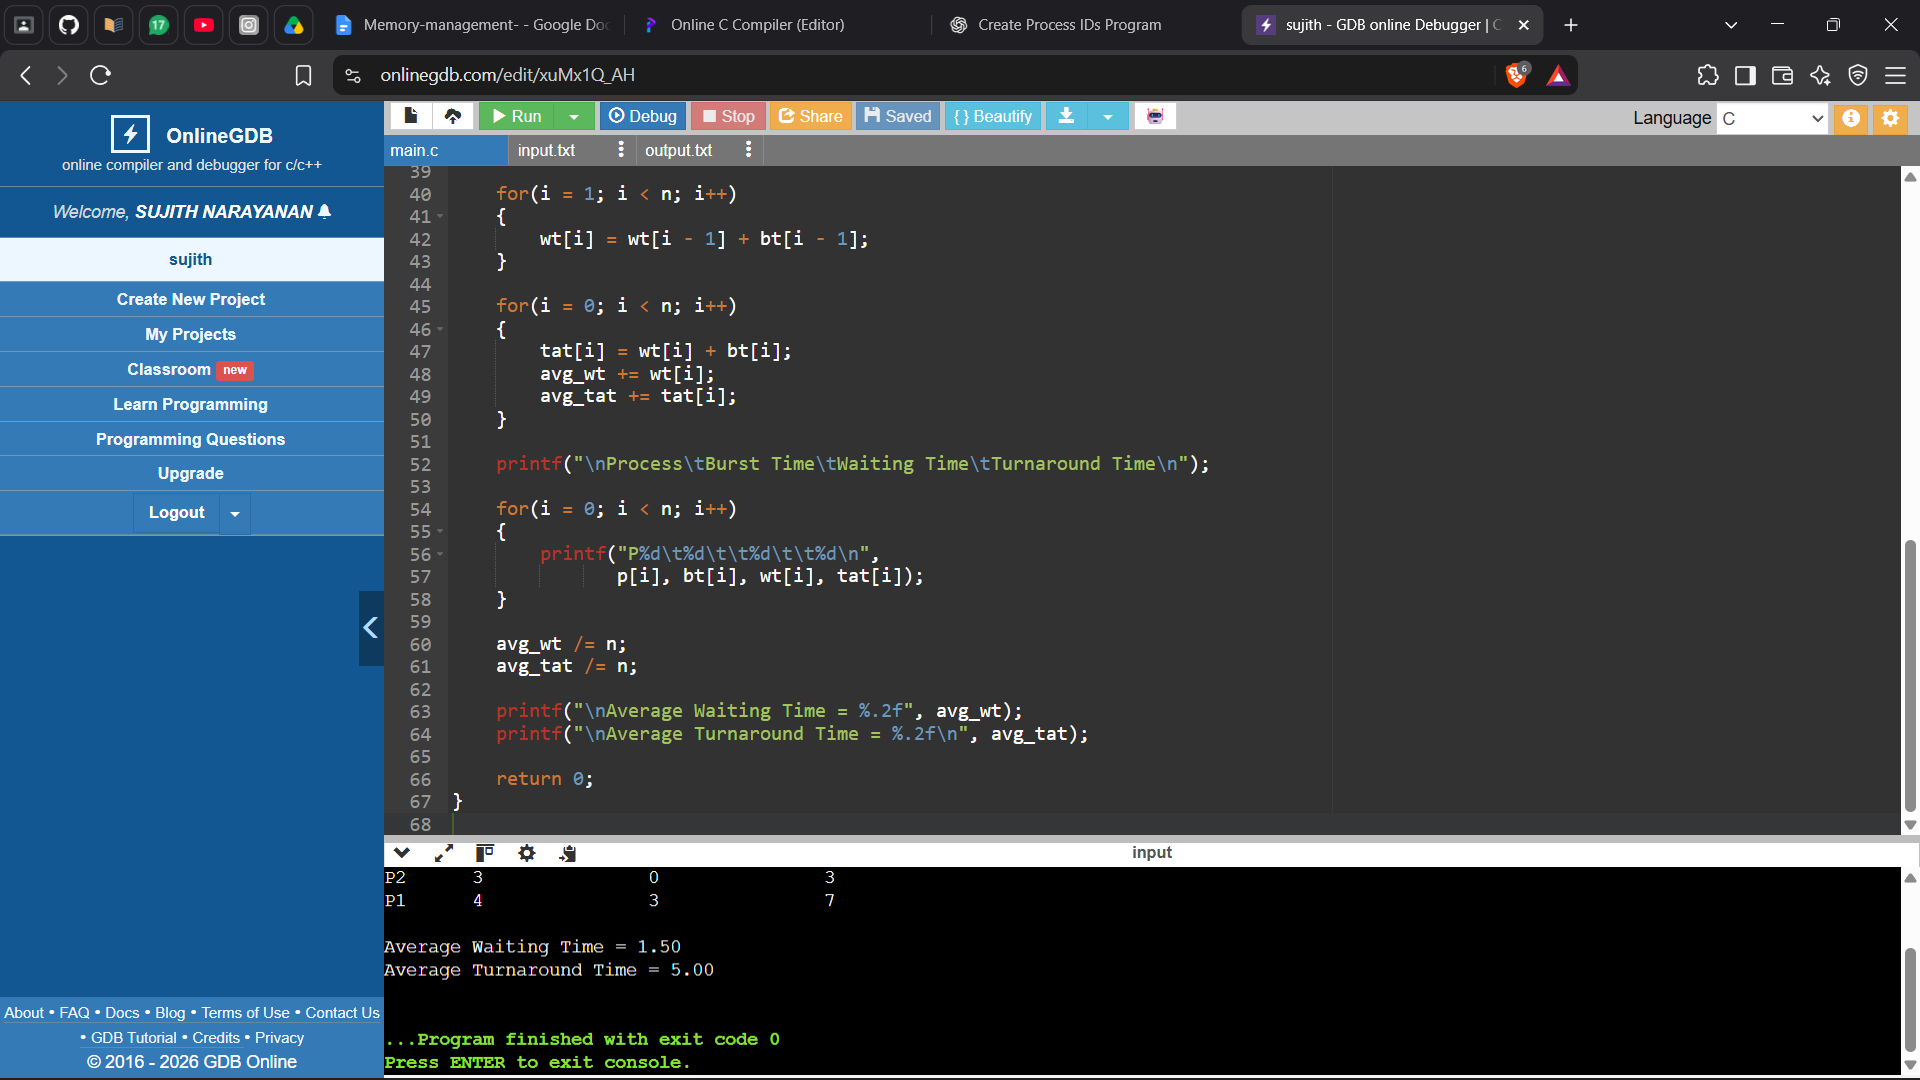 Memory-management- - Google Do
Online C Compiler (Editor)
Create Process IDs Program
sujith - GDB online Debugger | C
onlinegdb.com/edit/xuMx1Q_AH
6
17
OnlineGDB
online compiler and debugger for c/c++
Welcome, SUJITH NARAYANAN
sujith
Create New Project
My Projects
Classroom new
Learn Programming
Programming Questions
Upgrade
Logout
About • FAQ • Docs • Blog • Terms of Use • Contact Us
• GDB Tutorial • Credits • Privacy
© 2016 - 2026 GDB Online
Run Debug Stop Share Saved { } Beautify Language C
main.c input.txt output.txt
39
40 for(i = 1; i < n; i++)
41 {
42 wt[i] = wt[i - 1] + bt[i - 1];
43 }
44
45 for(i = 0; i < n; i++)
46 {
47 tat[i] = wt[i] + bt[i];
48 avg_wt += wt[i];
49 avg_tat += tat[i];
50 }
51
52 printf("\nProcess\tBurst Time\tWaiting Time\tTurnaround Time\n");
53
54 for(i = 0; i < n; i++)
55 {
56 printf("P%d\t%d\t\t%d\t\t%d\n",
57 p[i], bt[i], wt[i], tat[i]);
58 }
59
60 avg_wt /= n;
61 avg_tat /= n;
62
63 printf("\nAverage Waiting Time = %.2f", avg_wt);
64 printf("\nAverage Turnaround Time = %.2f\n", avg_tat);
65
66 return 0;
67 }
68
input
P2 3 0 3
P1 4 3 7
Average Waiting Time = 1.50
Average Turnaround Time = 5.00
...Program finished with exit code 0
Press ENTER to exit console.